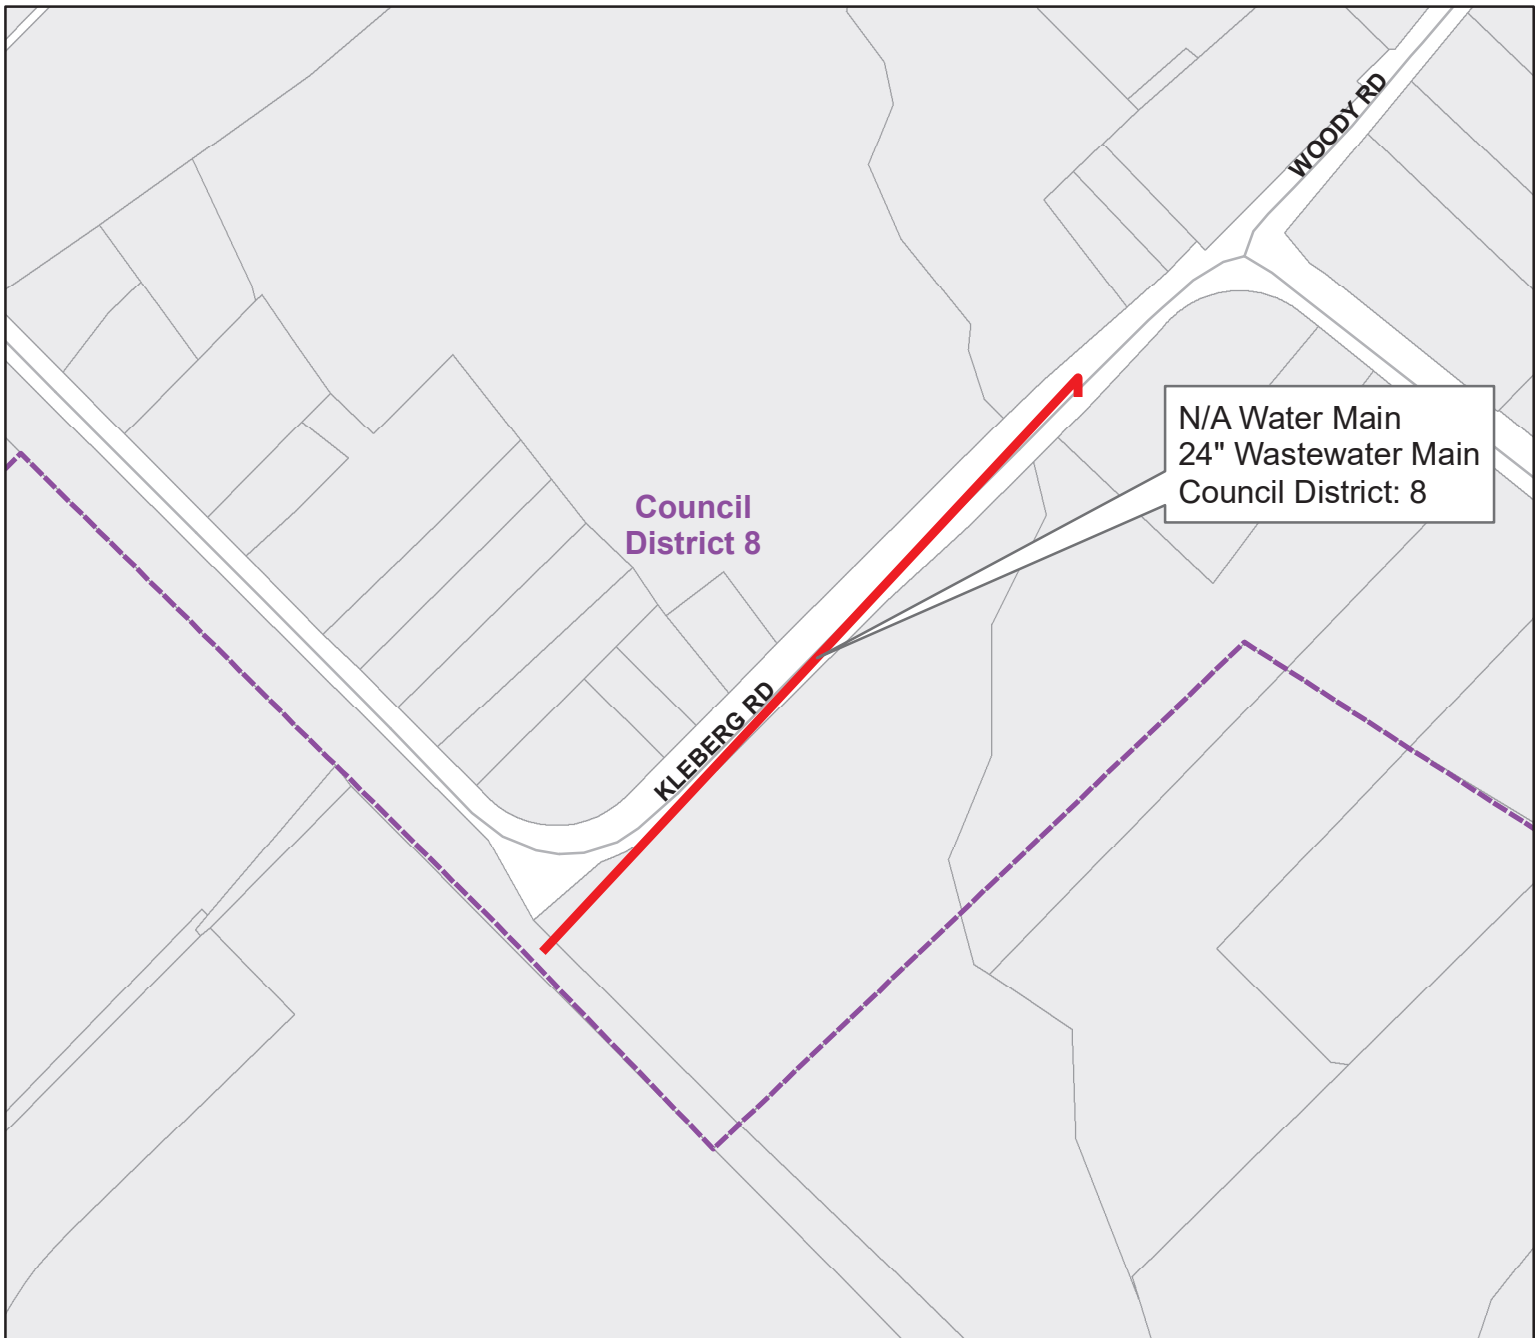 WOODY RD
N/A Water Main
24" Wastewater Main
Council District: 8
Council
District 8
KLEBERG RD